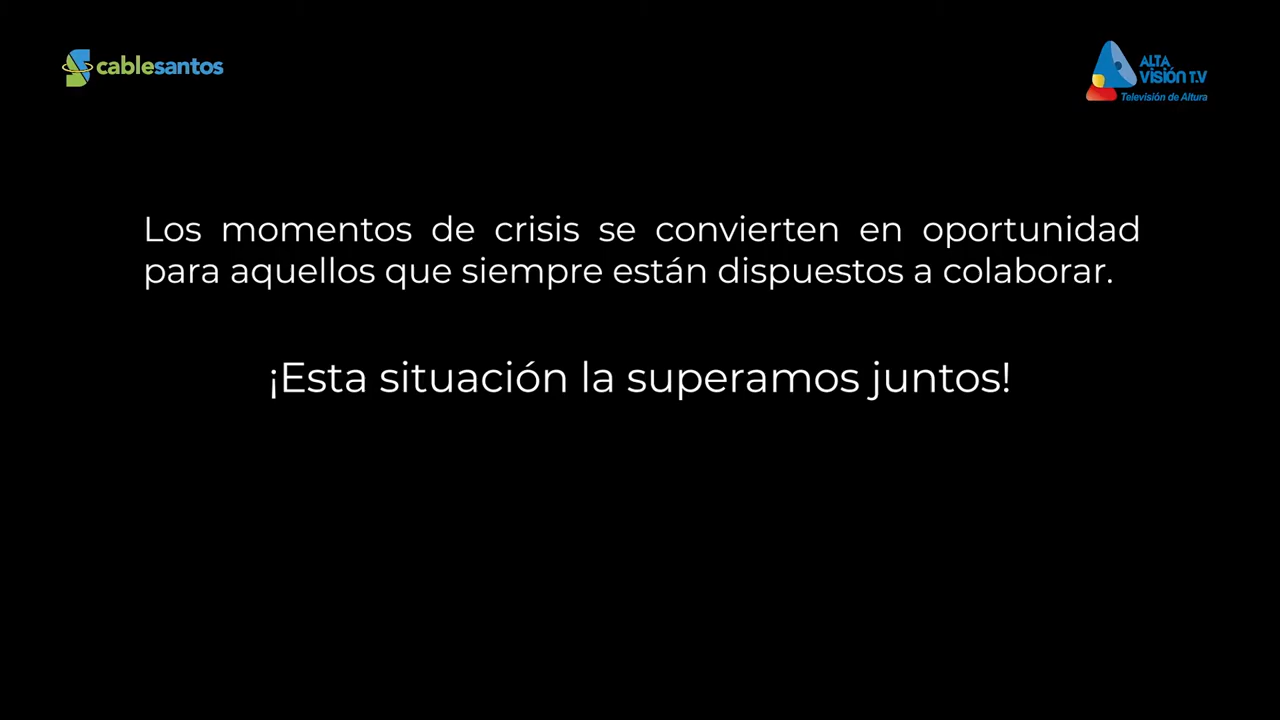 cablesantos
ALTA
VISIÓN T.V
Televisión de Altura
Los momentos de crisis se convierten en oportunidad
para aquellos que siempre están dispuestos a colaborar.
¡Esta situación la superamos juntos!